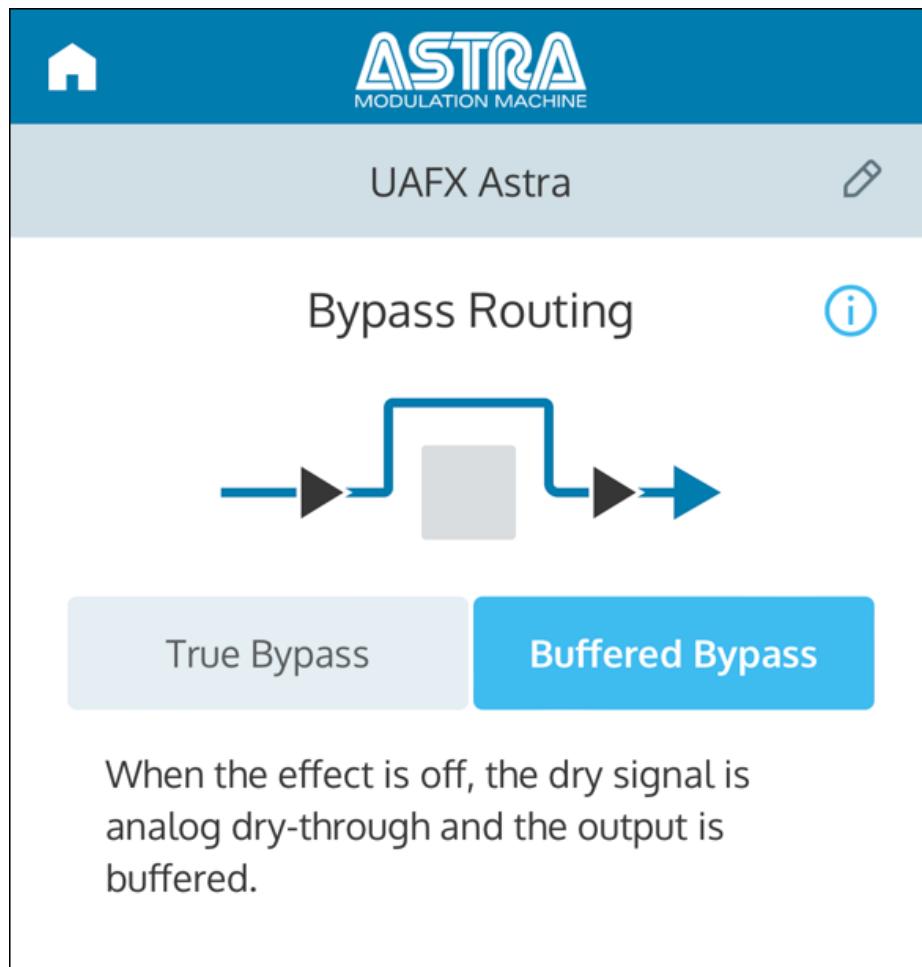 ASTRA
MODULATION MACHINE
UAFX Astra
Bypass Routing
i
True Bypass
Buffered Bypass
When the effect is off, the dry signal is
analog dry-through and the output is
buffered.